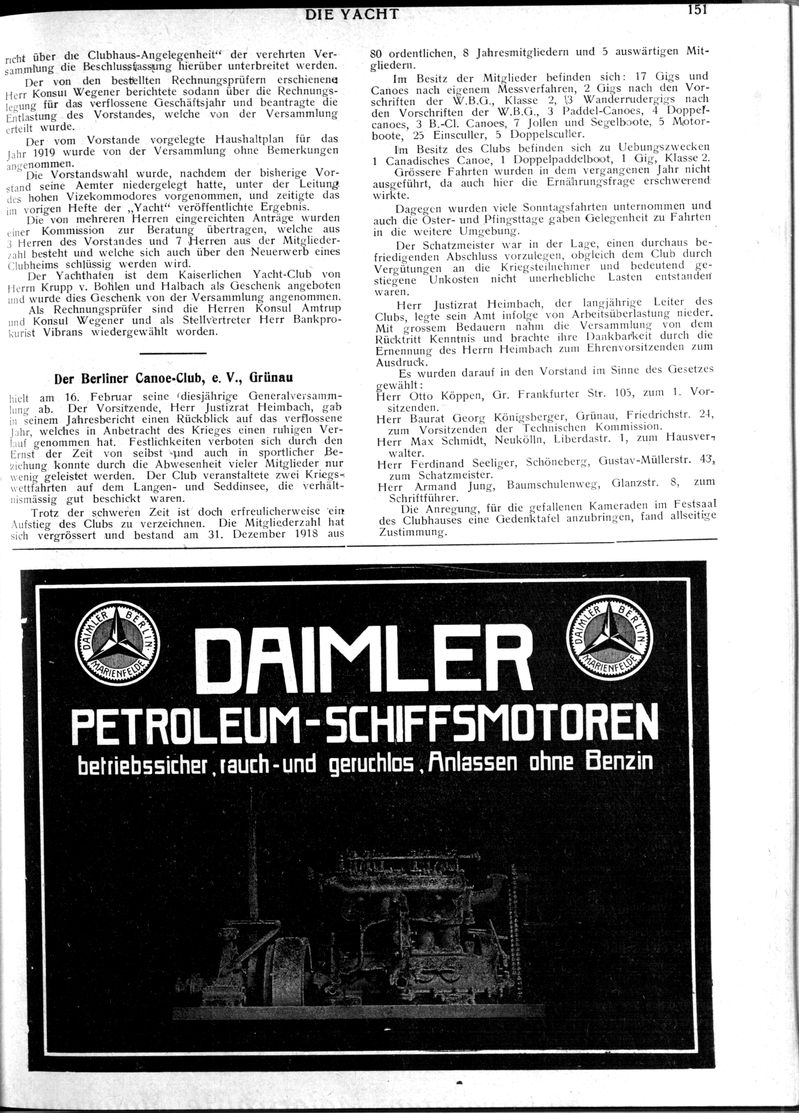 DIE YACHT
151
richt über die Clubhaus-Angelegenheit“ der verehrten Ver-
sammlung die Beschlussfassung hierüber unterbreitet werden.
Der von den bestellten Rechnungsprüfern erschienene
Herr Konsul Wegener berichtete sodann über die Rechnungs-
legung für das verflossene Geschäftsjahr und beantragte die
Entlastung des Vorstandes, welche von der Versammlung
erteilt wurde.
Der vom Vorstande vorgelegte Haushaltplan für das
Jahr 1919 wurde von der Versammlung ohne Bemerkungen
angenommen.
Die Vorstandswahl wurde, nachdem der bisherige Vor-
stand seine Aemter niedergelegt hatte, unter der Leitung
des hohen Vizekommodores vorgenommen, und zeitigte das
im vorigen Hefte der „Yacht“ veröffentlichte Ergebnis.
Die von mehreren Herren eingereichten Anträge wurden
einer Kommission zur Beratung übertragen, welche aus
3 Herren des Vorstandes und 7 Herren aus der Mitglieder-
zahl besteht und welche sich auch über den Neuerwerb eines
Clubheims schlüssig werden wird.
Der Yachthafen ist dem Kaiserlichen Yacht-Club von
Herrn Krupp v. Bohlen und Halbach als Geschenk angeboten
und wurde dies Geschenk von der Versammlung angenommen.
Als Rechnungsprüfer sind die Herren Konsul Amtrup
und Konsul Wegener und als Stellvertreter Herr Bankpro-
kurist Vibrans wiedergewählt worden.
Der Berliner Canoe-Club, e. V., Grünau
hielt am 16. Februar seine diesjährige Generalversamm-
lung ab. Der Vorsitzende, Herr Justizrat Heimbach, gab
in seinem Jahresbericht einen Rückblick auf das verflossene
Jahr, welches in Anbetracht des Krieges einen ruhigen Ver-
lauf genommen hat. Festlichkeiten verboten sich durch den
Ernst der Zeit von selbst und auch in sportlicher Be-
ziehung konnte durch die Abwesenheit vieler Mitglieder nur
wenig geleistet werden. Der Club veranstaltete zwei Kriegs-
wettfahrten auf dem Langen- und Seddinsee, die verhält-
nismässig gut beschickt waren.
Trotz der schweren Zeit ist doch erfreulicherweise ein
Aufstieg des Clubs zu verzeichnen. Die Mitgliederzahl hat
sich vergrössert und bestand am 31. Dezember 1918 aus
80 ordentlichen, 8 Jahresmitgliedern und 5 auswärtigen Mit-
gliedern.
Im Besitz der Mitglieder befinden sich: 17 Gigs und
Canoes nach eigenem Messverfahren, 2 Gigs nach den Vor-
schriften der W.B.G., Klasse 2, 3 Wanderrudergigs nach
den Vorschriften der W.B.G., 3 Paddel-Canoes, 4 Doppel-
canoes, 3 B.-Cl. Canoes, 7 Jollen und Segelboote, 5 Motor-
boote, 25 Einsculler, 5 Doppelsculler.
Im Besitz des Clubs befinden sich zu Uebungszwecken
1 Canadisches Canoe, 1 Doppelpaddelboot, 1 Gig, Klasse 2.
Grössere Fahrten wurden in dem vergangenen Jahr nicht
ausgeführt, da auch hier die Ernährungsfrage erschwerend
wirkte.
Dagegen wurden viele Sonntagsfahrten unternommen und
auch die Oster- und Pfingsttage gaben Gelegenheit zu Fahrten
in die weitere Umgebung.
Der Schatzmeister war in der Lage, einen durchaus be-
friedigenden Abschluss vorzulegen, obgleich dem Club durch
Vergütungen an die Kriegsteilnehmer und bedeutend ge-
stiegene Unkosten nicht unerhebliche Lasten entstanden
waren.
Herr Justizrat Heimbach, der langjährige Leiter des
Clubs, legte sein Amt infolge von Arbeitsüberlastung nieder.
Mit grossem Bedauern nahm die Versammlung von dem
Rücktritt Kenntnis und brachte ihre Dankbarkeit durch die
Ernennung des Herrn Heimbach zum Ehrenvorsitzenden zum
Ausdruck.
Es wurden darauf in den Vorstand im Sinne des Gesetzes
gewählt:
Herr Otto Köppen, Gr. Frankfurter Str. 105, zum 1. Vor-
sitzenden.
Herr Baurat Georg Königsberger, Grünau, Friedrichstr. 24,
zum Vorsitzenden der Technischen Kommission.
Herr Max Schmidt, Neukölln, Liberdastr. 1, zum Hausver-
walter.
Herr Ferdinand Seeliger, Schöneberg, Gustav-Müllerstr. 43,
zum Schatzmeister.
Herr Armand Jung, Baumschulenweg, Glanzstr. 8, zum
Schriftführer.
Die Anregung, für die gefallenen Kameraden im Festsaal
des Clubhauses eine Gedenktafel anzubringen, fand allseitige
Zustimmung.
DAIMLER BERLIN-MARIENFELDE
DAIMLER
DAIMLER BERLIN-MARIENFELDE
PETROLEUM-SCHIFFSMOTOREN
betriebssicher, rauch- und geruchlos, Anlassen ohne Benzin